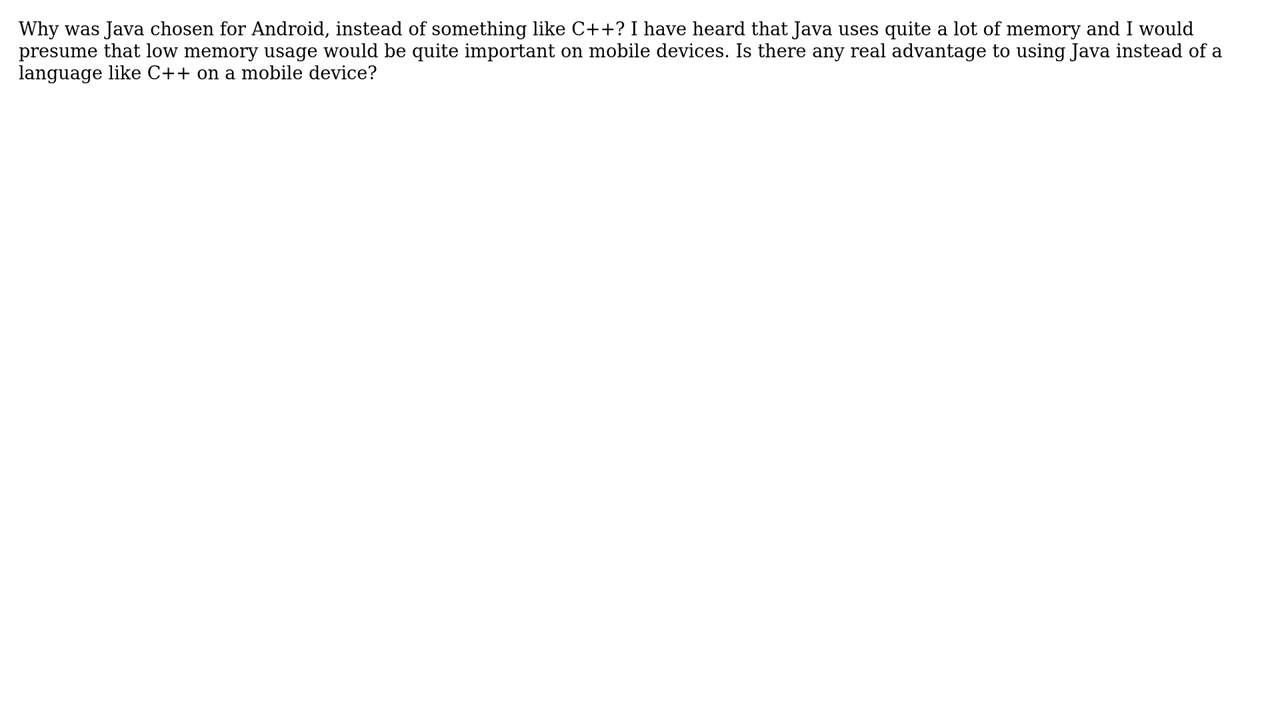 Why was Java chosen for Android, instead of something like C++? I have heard that Java uses quite a lot of memory and I would
presume that low memory usage would be quite important on mobile devices. Is there any real advantage to using Java instead of a
language like C++ on a mobile device?